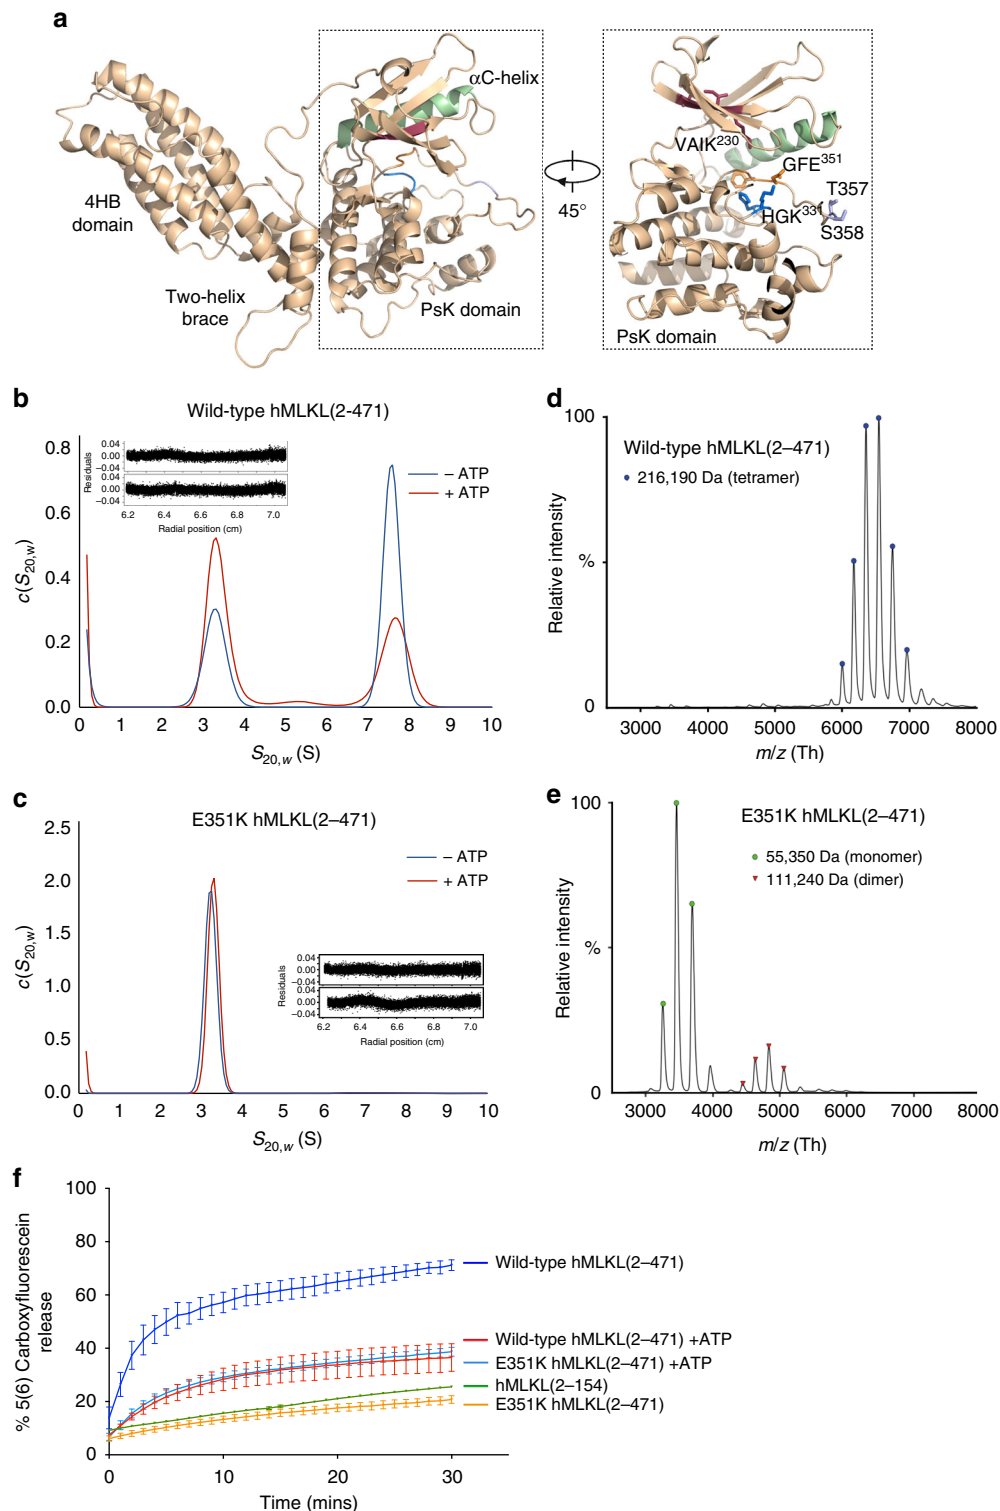 a
αC-helix
4HB
domain
Two-helix
brace
PsK domain
45°
VAIK²³⁰
GFE³⁵¹
T357
HGK³³¹
S358
PsK domain
b
Wild-type hMLKL(2-471)
0.8
0.6
0.4
0.2
0.0
c(S20,w)
0.04
0.00
−0.04
0.04
0.00
−0.04
Residuals
6.2 6.4 6.6 6.8 7.0
Radial position (cm)
− ATP
+ ATP
0 1 2 3 4 5 6 7 8 9 10
S20,w (S)
d
Wild-type hMLKL(2–471)
216,190 Da (tetramer)
100
%
0
Relative intensity
3000 4000 5000 6000 7000 8000
m/z (Th)
c
E351K hMLKL(2–471)
2.5
2.0
1.5
1.0
0.5
0.0
c(S20,w)
− ATP
+ ATP
0.04
0.00
−0.04
0.04
0.00
−0.04
Residuals
6.2 6.4 6.6 6.8 7.0
Radial position (cm)
0 1 2 3 4 5 6 7 8 9 10
S20,w (S)
e
E351K hMLKL(2–471)
55,350 Da (monomer)
111,240 Da (dimer)
100
%
0
Relative intensity
3000 4000 5000 6000 7000 8000
m/z (Th)
f
100
80
60
40
20
0
% 5(6) Carboxyfluorescein
release
Wild-type hMLKL(2–471)
Wild-type hMLKL(2–471) +ATP
E351K hMLKL(2–471) +ATP
hMLKL(2–154)
E351K hMLKL(2–471)
0 10 20 30
Time (mins)